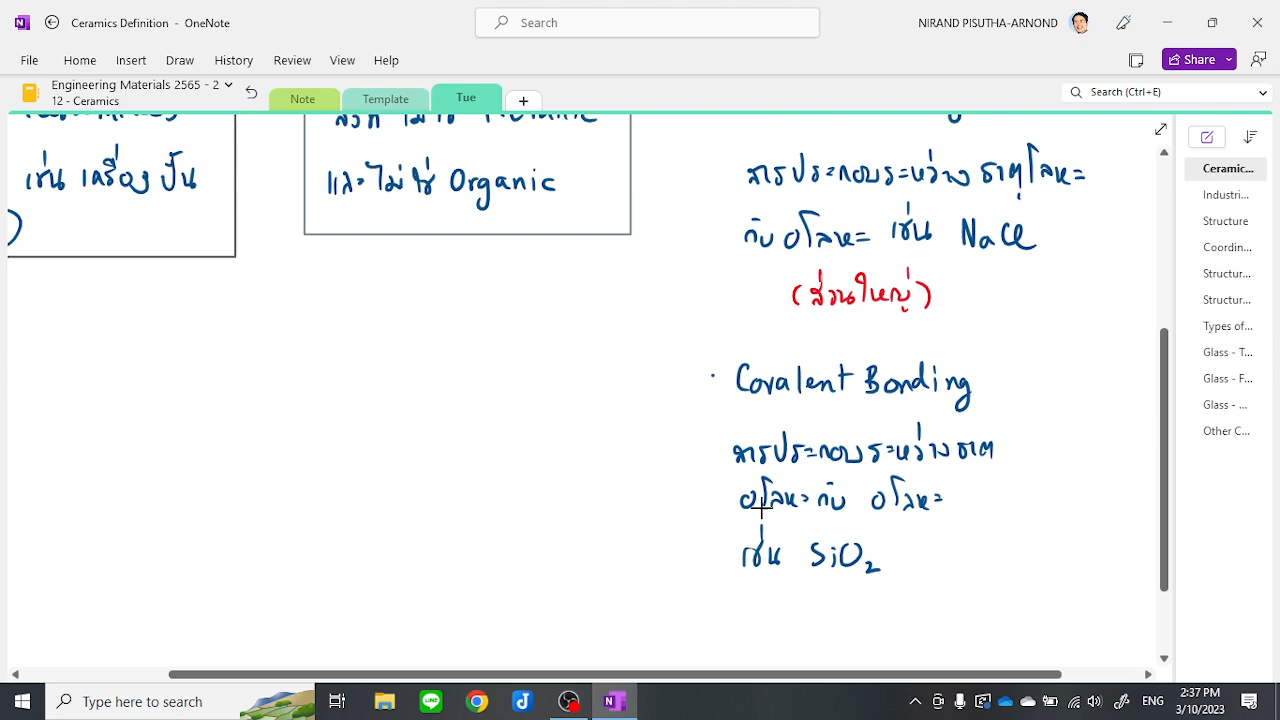 Ceramics Definition - OneNote
Search
NIRAND PISUTHA-ARNOND
File Home Insert Draw History Review View Help
Share
Engineering Materials 2565 - 2
12 - Ceramics
Note
Template
Tue
Search (Ctrl+E)
เช่น เครื่องปั้น
และไม่ใช่ Organic
สารประกอบระหว่าง ธาตุโลหะ
กับ อโลหะ เช่น NaCl
(ส่วนใหญ่)
Covalent Bonding
สารประกอบระหว่างธาตุ
อโลหะ กับ อโลหะ
เช่น SiO₂
Ceramic...
Industri...
Structure
Coordin...
Structur...
Structur...
Types of...
Glass - T...
Glass - F...
Glass - ...
Other C...
Type here to search
ENG
2:37 PM
3/10/2023